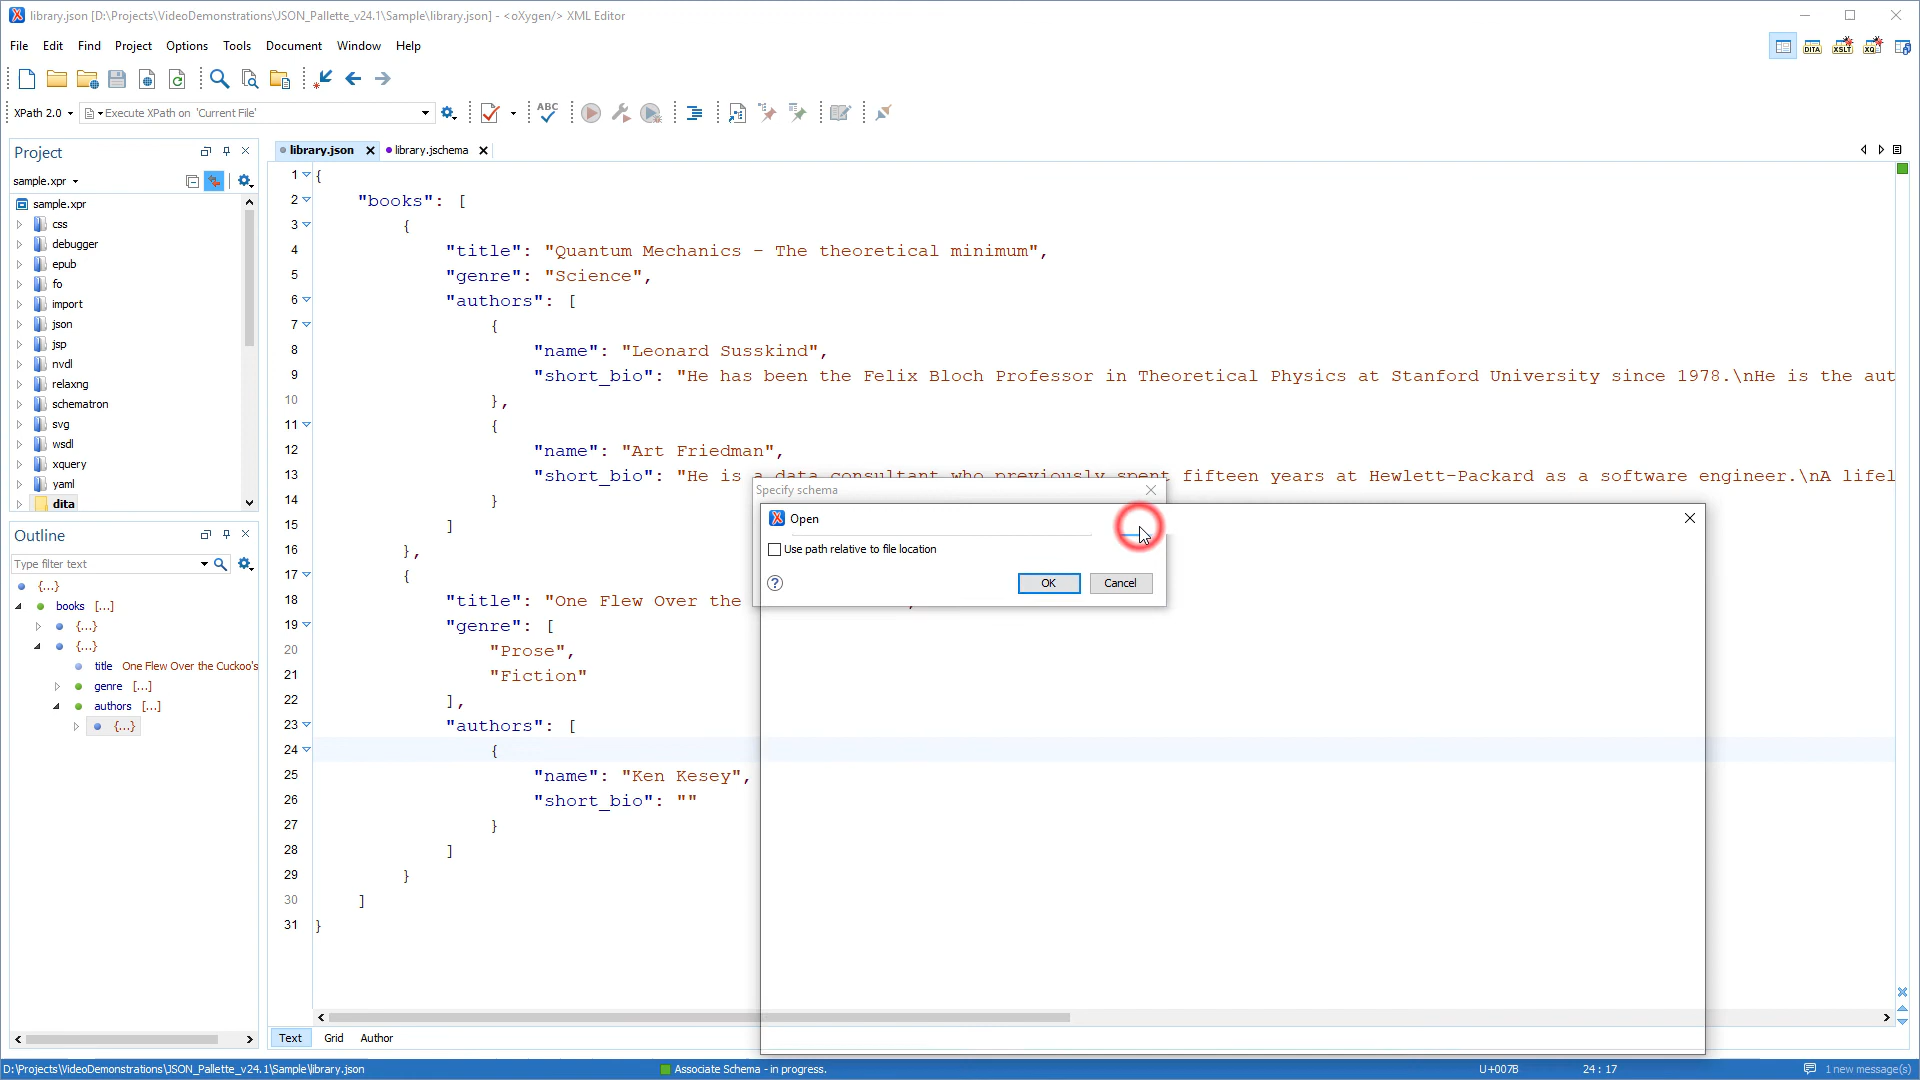 library.json [D:\Projects\VideoDemonstrations\JSON_Pallette_v24.1\Sample\library.json] - <oXygen/> XML Editor
File Edit Find Project Options Tools Document Window Help
DITA XSLT XQ
XPath 2.0 Execute XPath on 'Current File' ABC
Project
sample.xpr
sample.xpr
css
debugger
epub
fo
import
json
jsp
nvdl
relaxng
schematron
svg
wsdl
xquery
yaml
dita
Outline
Type filter text
{...}
books [...]
{...}
{...}
title One Flew Over the Cuckoo's
genre [...]
authors [...]
{...}
library.json library.jschema
1 {
2 "books": [
3 {
4 "title": "Quantum Mechanics - The theoretical minimum",
5 "genre": "Science",
6 "authors": [
7 {
8 "name": "Leonard Susskind",
9 "short_bio": "He has been the Felix Bloch Professor in Theoretical Physics at Stanford University since 1978.\nHe is the aut
10 },
11 {
12 "name": "Art Friedman",
13 "short_bio": "He is a data consultant who previously spent fifteen years at Hewlett-Packard as a software engineer.\nA lifel
14 }
15 ]
16 },
17 {
18 "title": "One Flew Over the
19 "genre": [
20 "Prose",
21 "Fiction"
22 ],
23 "authors": [
24 {
25 "name": "Ken Kesey",
26 "short_bio": ""
27 }
28 ]
29 }
30 ]
31 }
Specify schema
Open
Use path relative to file location
? OK Cancel
Text Grid Author
D:\Projects\VideoDemonstrations\JSON_Pallette_v24.1\Sample\library.json Associate Schema - in progress. U+007B 24 : 17 1 new message(s)